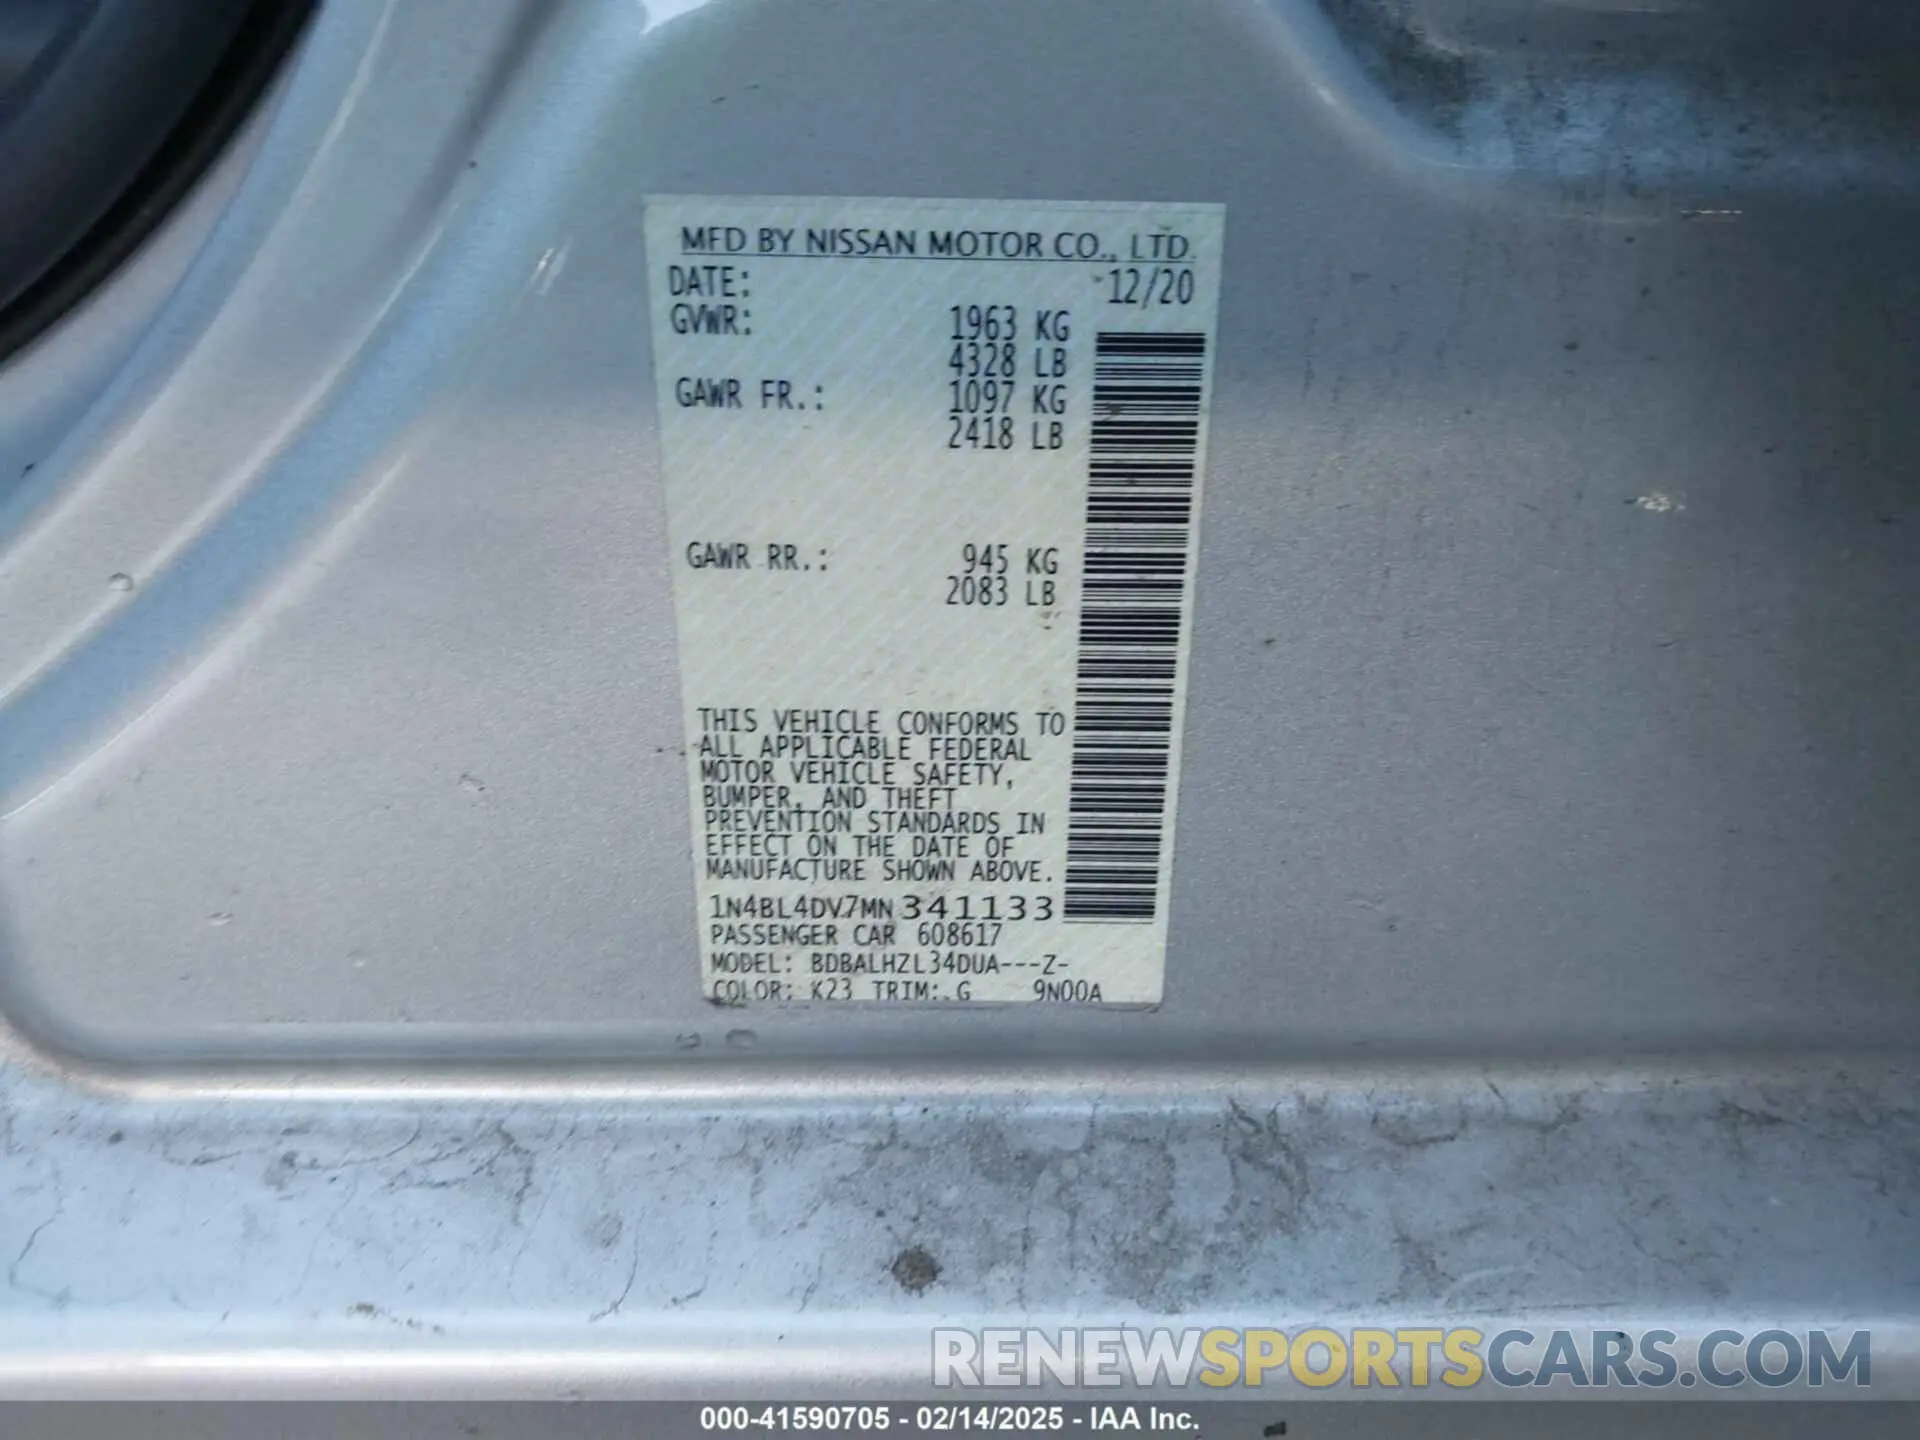 MFD BY NISSAN MOTOR CO., LTD.
DATE: 12/20
GVWR: 1963 KG
4328 LB
GAWR FR.: 1097 KG
2418 LB
GAWR RR.: 945 KG
2083 LB
THIS VEHICLE CONFORMS TO
ALL APPLICABLE FEDERAL
MOTOR VEHICLE SAFETY,
BUMPER, AND THEFT
PREVENTION STANDARDS IN
EFFECT ON THE DATE OF
MANUFACTURE SHOWN ABOVE.
1N4BL4DV7MN341133
PASSENGER CAR 608617
MODEL: BDBALHZL34DUA---Z-
COLOR: K23 TRIM: G 9N00A
RENEWSPORTSCARS.COM
000-41590705 - 02/14/2025 - IAA Inc.